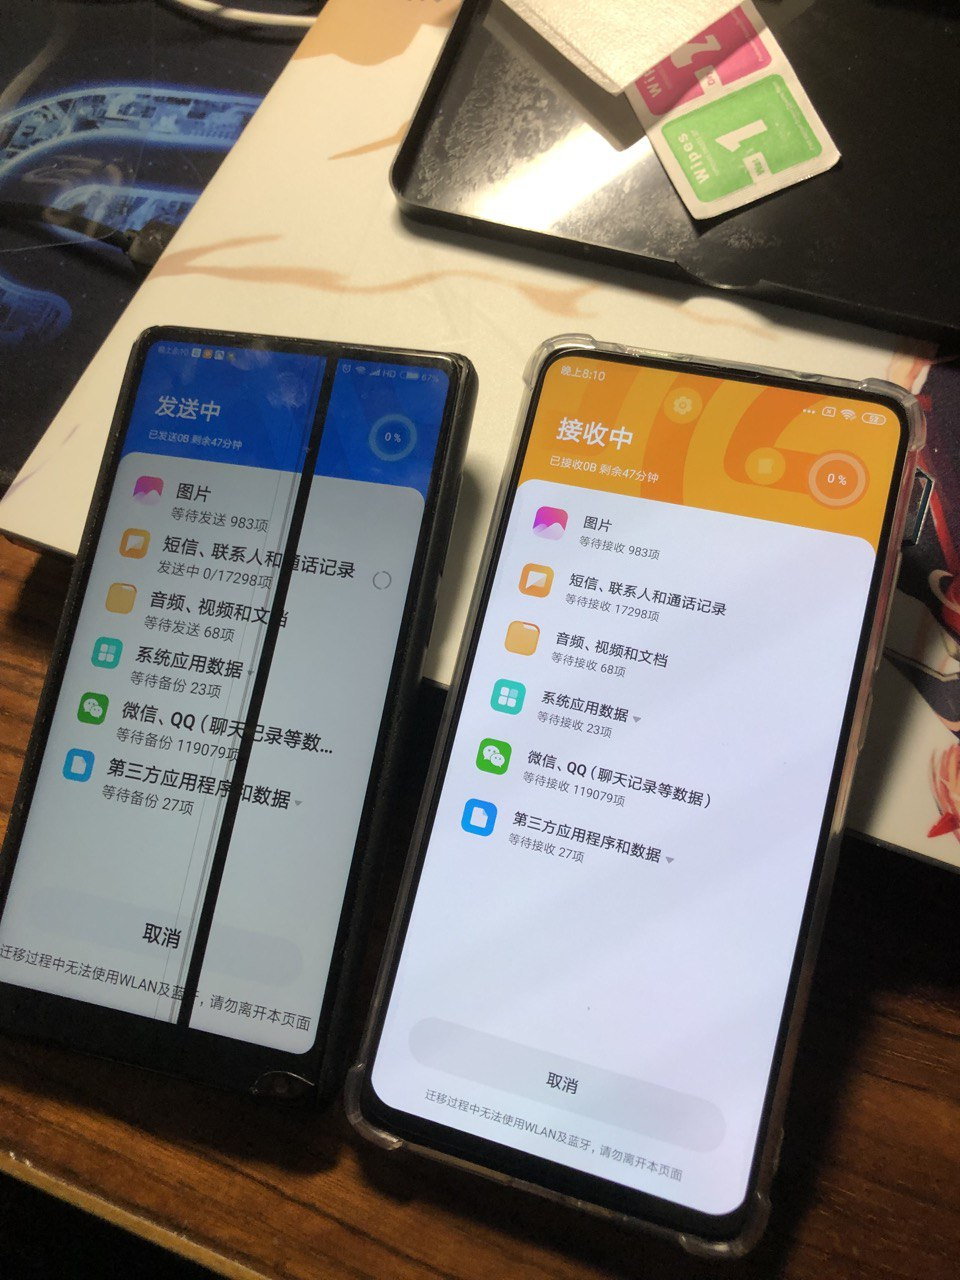 Wipes
1
Wipes
2
晚上8:10
HD
67%
发送中
已发送0B 剩余47分钟
0%
图片
等待发送 983项
短信、联系人和通话记录
发送中 0/17298项
音频、视频和文档
等待发送 68项
系统应用数据
等待备份 23项
微信、QQ（聊天记录等数...
等待备份 119079项
第三方应用程序和数据
等待备份 27项
取消
迁移过程中无法使用WLAN及蓝牙，请勿离开本页面
晚上8:10
52
接收中
已接收0B 剩余47分钟
0%
图片
等待接收 983项
短信、联系人和通话记录
等待接收 17298项
音频、视频和文档
等待接收 68项
系统应用数据
等待接收 23项
微信、QQ（聊天记录等数据）
等待接收 119079项
第三方应用程序和数据
等待接收 27项
取消
迁移过程中无法使用WLAN及蓝牙，请勿离开本页面